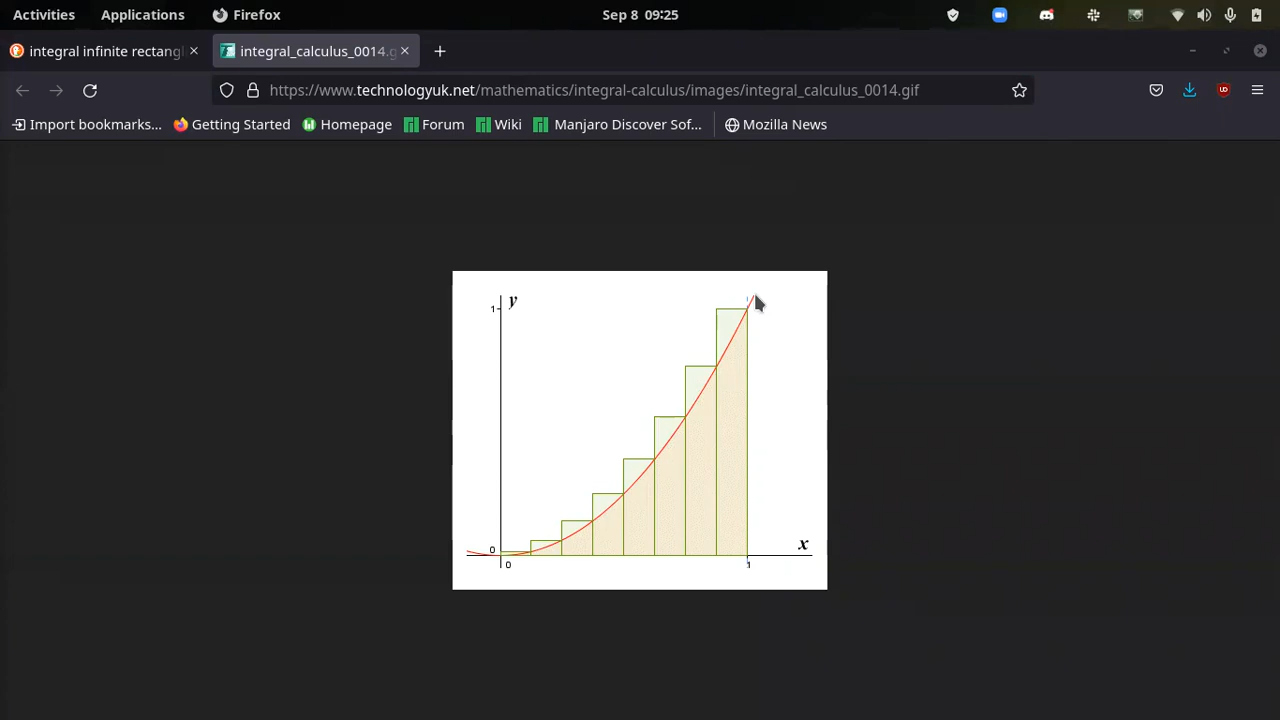 Activities Applications Firefox Sep 8 09:25
integral infinite rectangl integral_calculus_0014.g
https://www.technologyuk.net/mathematics/integral-calculus/images/integral_calculus_0014.gif
Import bookmarks... Getting Started Homepage Forum Wiki Manjaro Discover Sof... Mozilla News
y
1
x
0
0 1